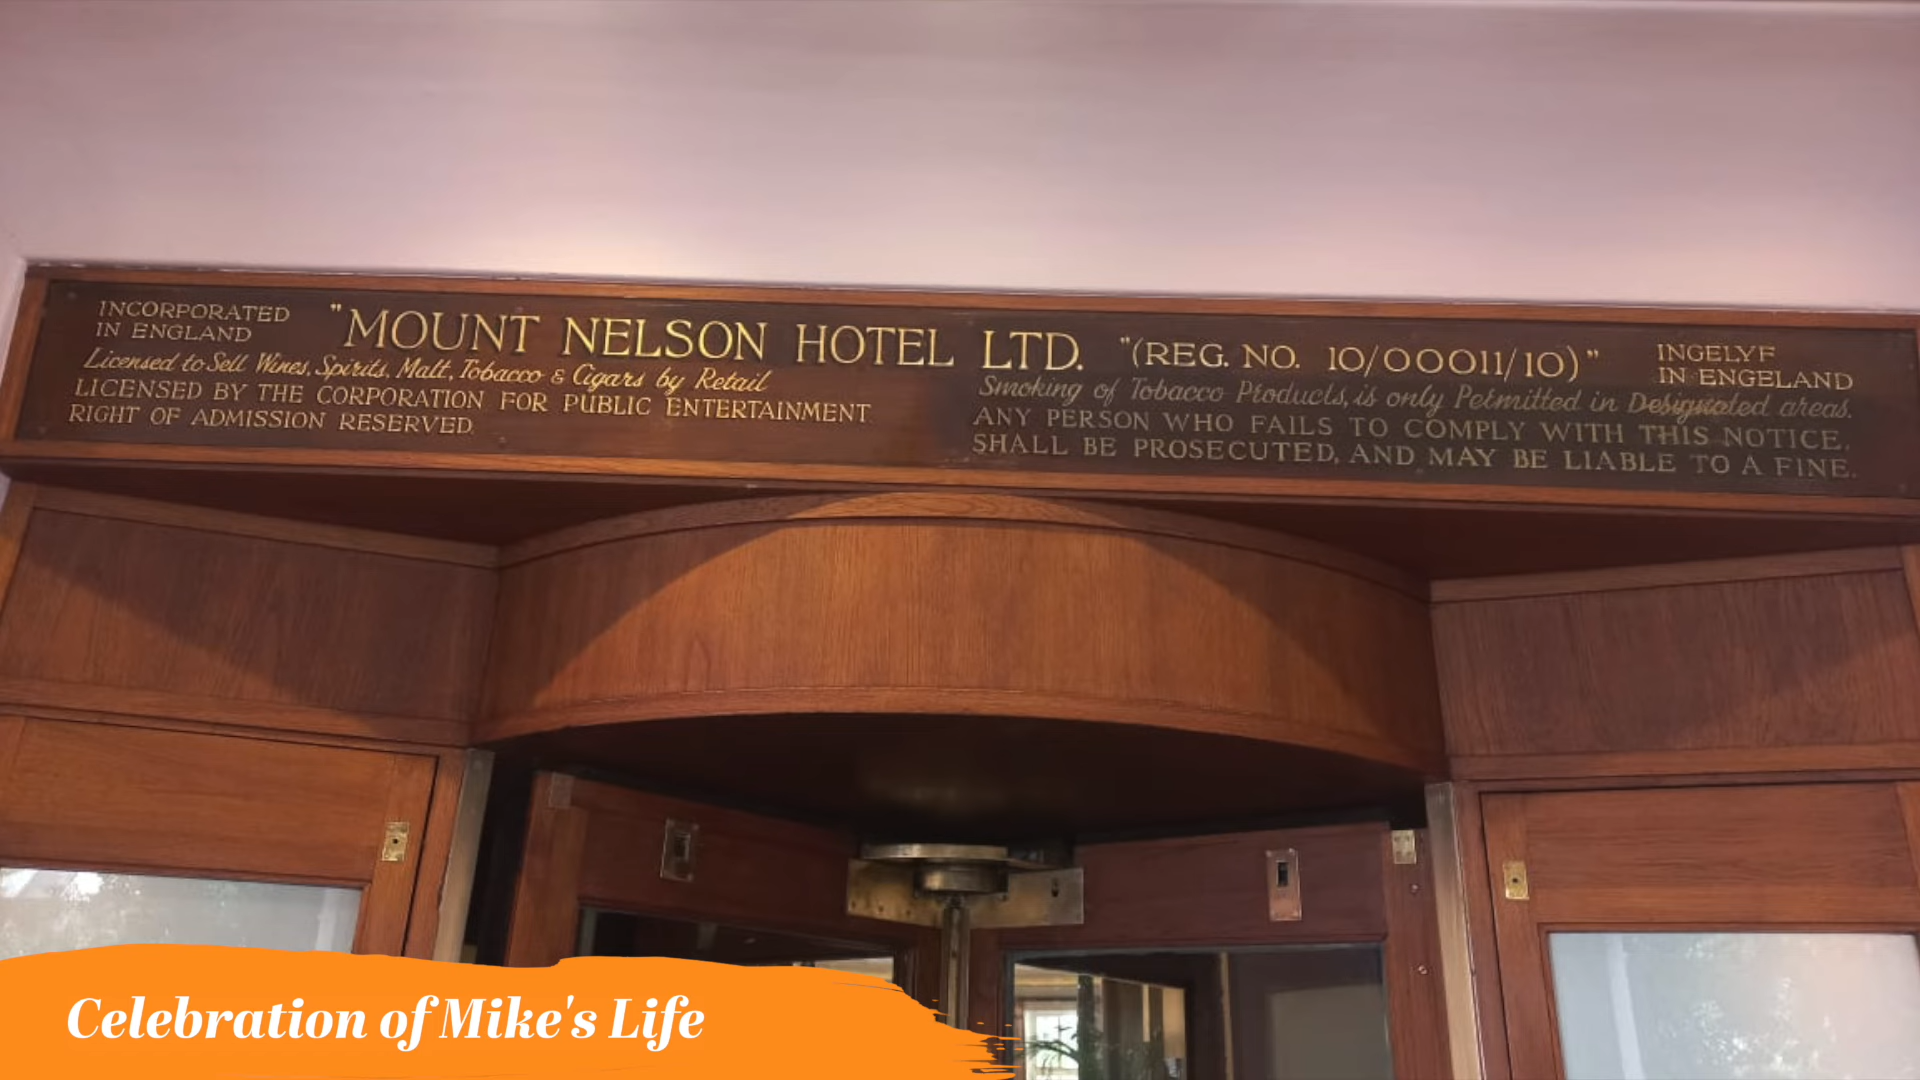 INCORPORATED
IN ENGLAND
"MOUNT NELSON HOTEL LTD. "(REG. NO. 10/00011/10)"
INGELYF
IN ENGELAND
Licensed to Sell Wines, Spirits, Malt, Tobacco & Cigars by Retail
LICENSED BY THE CORPORATION FOR PUBLIC ENTERTAINMENT
RIGHT OF ADMISSION RESERVED.
Smoking of Tobacco Products, is only Permitted in Designated areas.
ANY PERSON WHO FAILS TO COMPLY WITH THIS NOTICE,
SHALL BE PROSECUTED, AND MAY BE LIABLE TO A FINE.
Celebration of Mike's Life